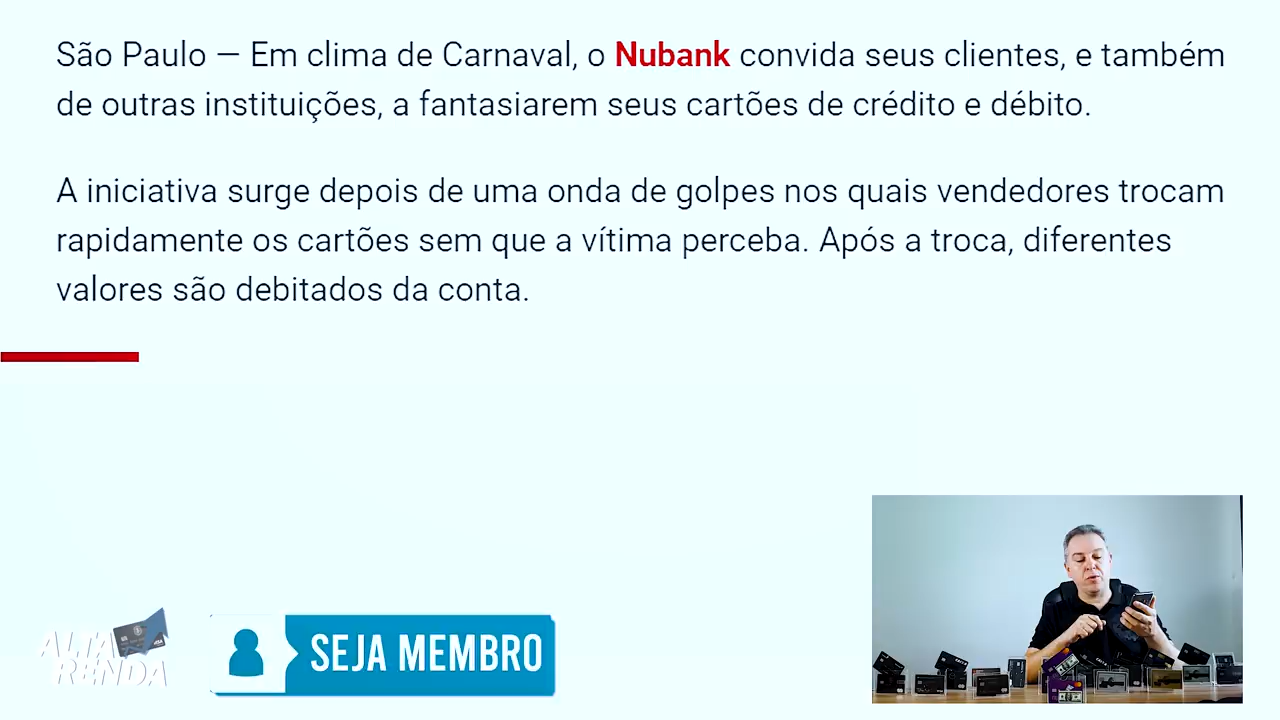 São Paulo — Em clima de Carnaval, o Nubank convida seus clientes, e também
de outras instituições, a fantasiarem seus cartões de crédito e débito.
A iniciativa surge depois de uma onda de golpes nos quais vendedores trocam
rapidamente os cartões sem que a vítima perceba. Após a troca, diferentes
valores são debitados da conta.
ALTA
RENDA
SEJA MEMBRO